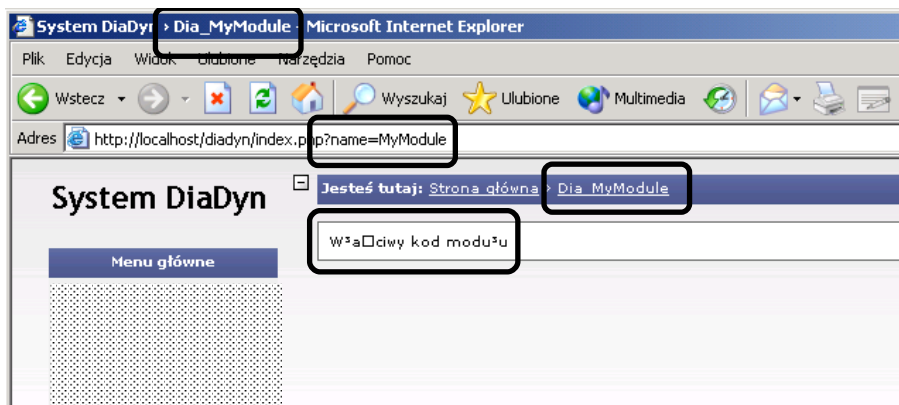 System DiaDyn › Dia_MyModule - Microsoft Internet Explorer
Plik Edycja Widok Ulubione Narzędzia Pomoc
Wstecz Wyszukaj Ulubione Multimedia
Adres http://localhost/diadyn/index.php?name=MyModule
System DiaDyn
Jesteś tutaj: Strona główna › Dia_MyModule
W³a□ciwy kod modu³u
Menu główne